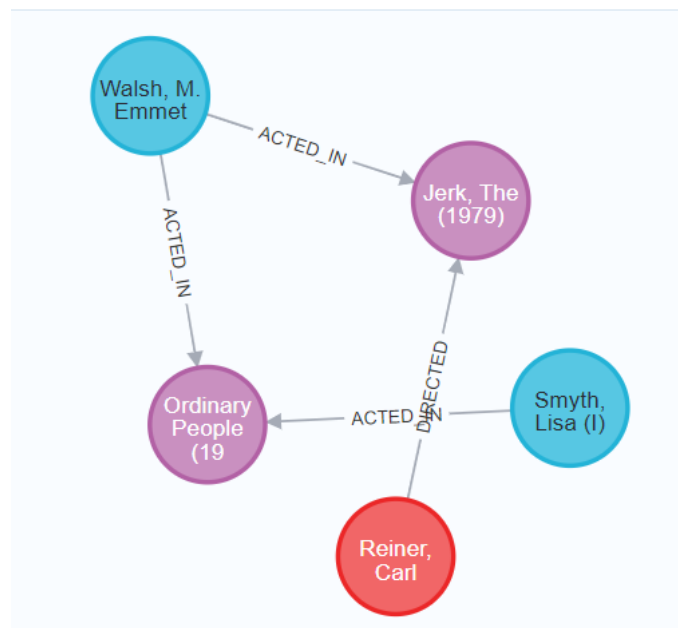 Walsh, M.
Emmet
ACTED_IN
Jerk, The
(1979)
ACTED_IN
DIRECTED
Ordinary
People
(19
ACTED_IN
Smyth,
Lisa (I)
Reiner,
Carl